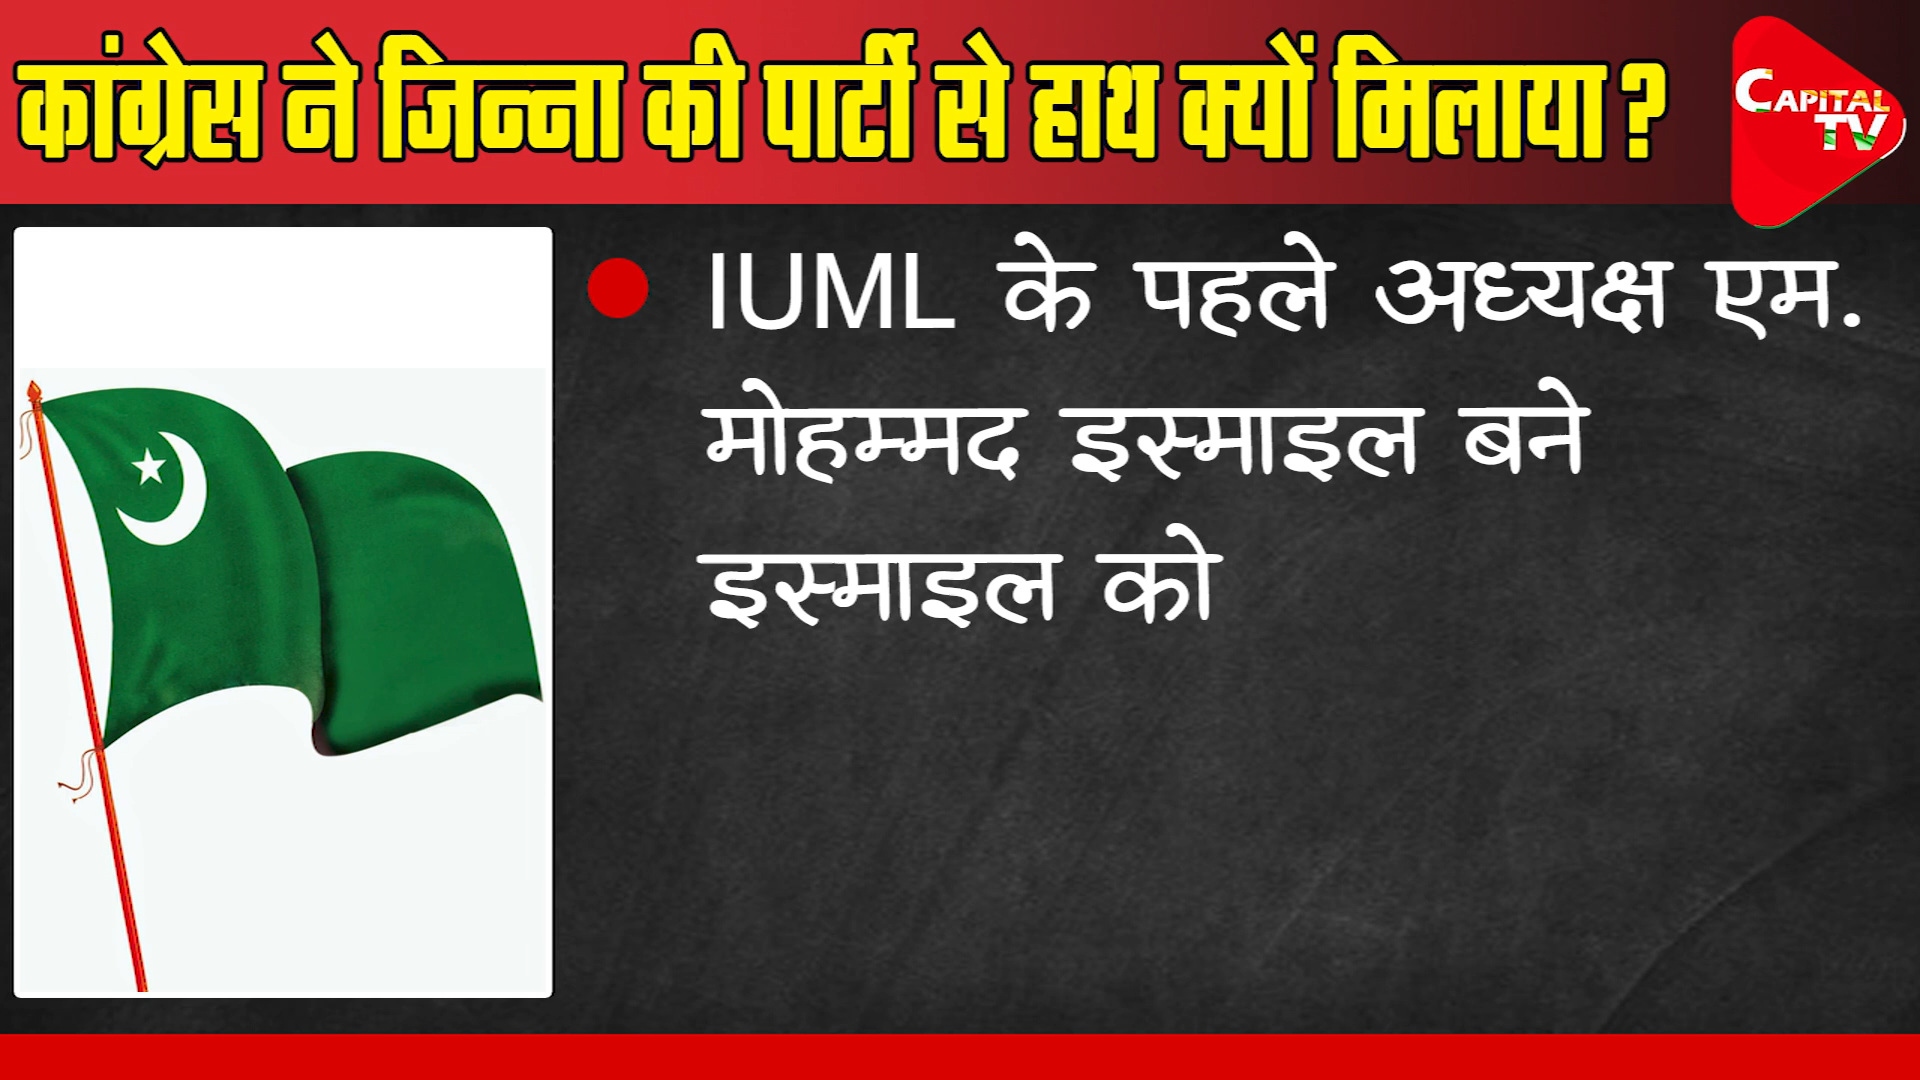 कांग्रेस ने जिन्ना की पार्टी से हाथ क्यों मिलाया?
CAPITAL
TV
IUML के पहले अध्यक्ष एम.
मोहम्मद इस्माइल बने
इस्माइल को